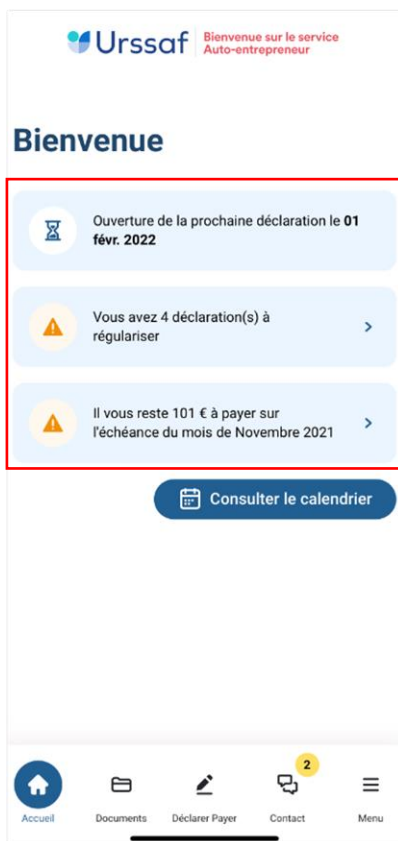 Urssaf
Bienvenue sur le service
Auto-entrepreneur
Bienvenue
Ouverture de la prochaine déclaration le 01
févr. 2022
Vous avez 4 déclaration(s) à
régulariser
Il vous reste 101 € à payer sur
l'échéance du mois de Novembre 2021
Consulter le calendrier
2
Accueil
Documents
Déclarer Payer
Contact
Menu